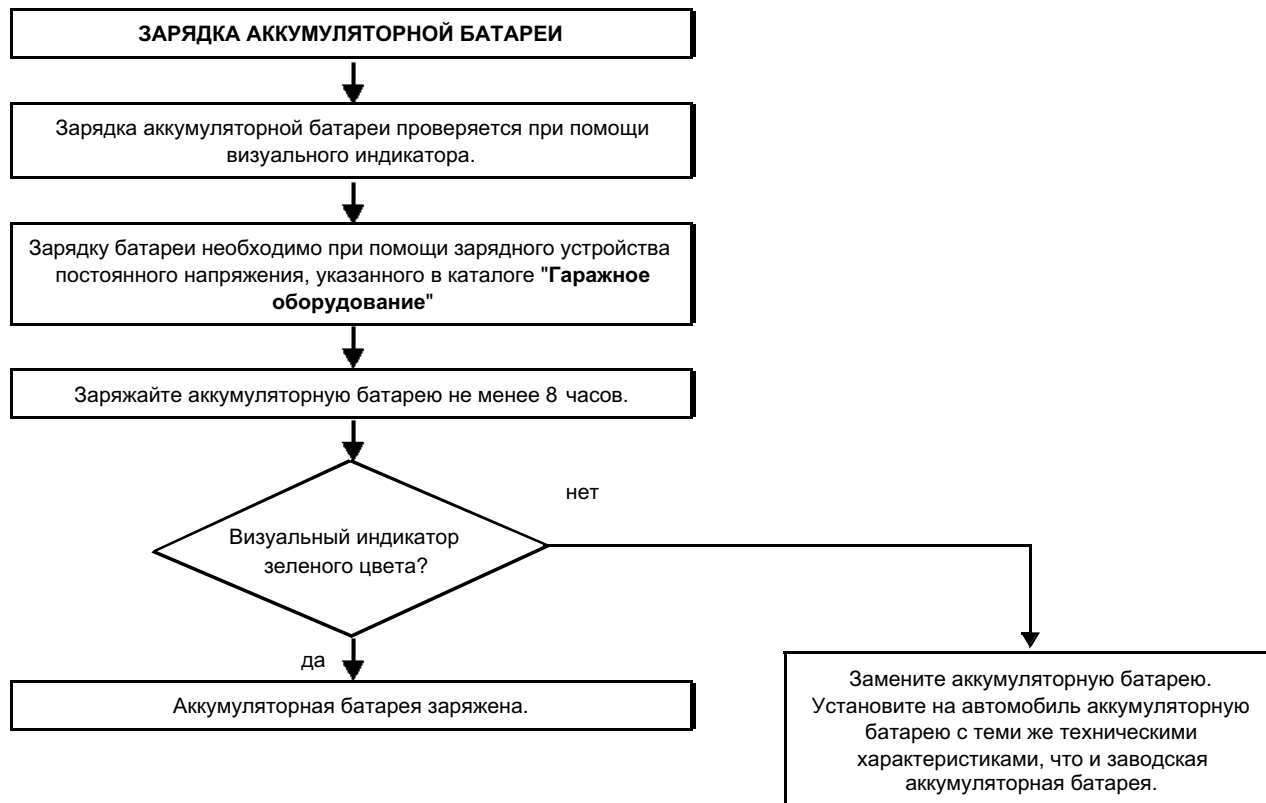 ЗАРЯДКА АККУМУЛЯТОРНОЙ БАТАРЕИ
Зарядка аккумуляторной батареи проверяется при помощи
визуального индикатора.
Зарядку батареи необходимо при помощи зарядного устройства
постоянного напряжения, указанного в каталоге "Гаражное
оборудование"
Заряжайте аккумуляторную батарею не менее 8 часов.
нет
Визуальный индикатор
зеленого цвета?
да
Аккумуляторная батарея заряжена.
Замените аккумуляторную батарею.
Установите на автомобиль аккумуляторную
батарею с теми же техническими
характеристиками, что и заводская
аккумуляторная батарея.